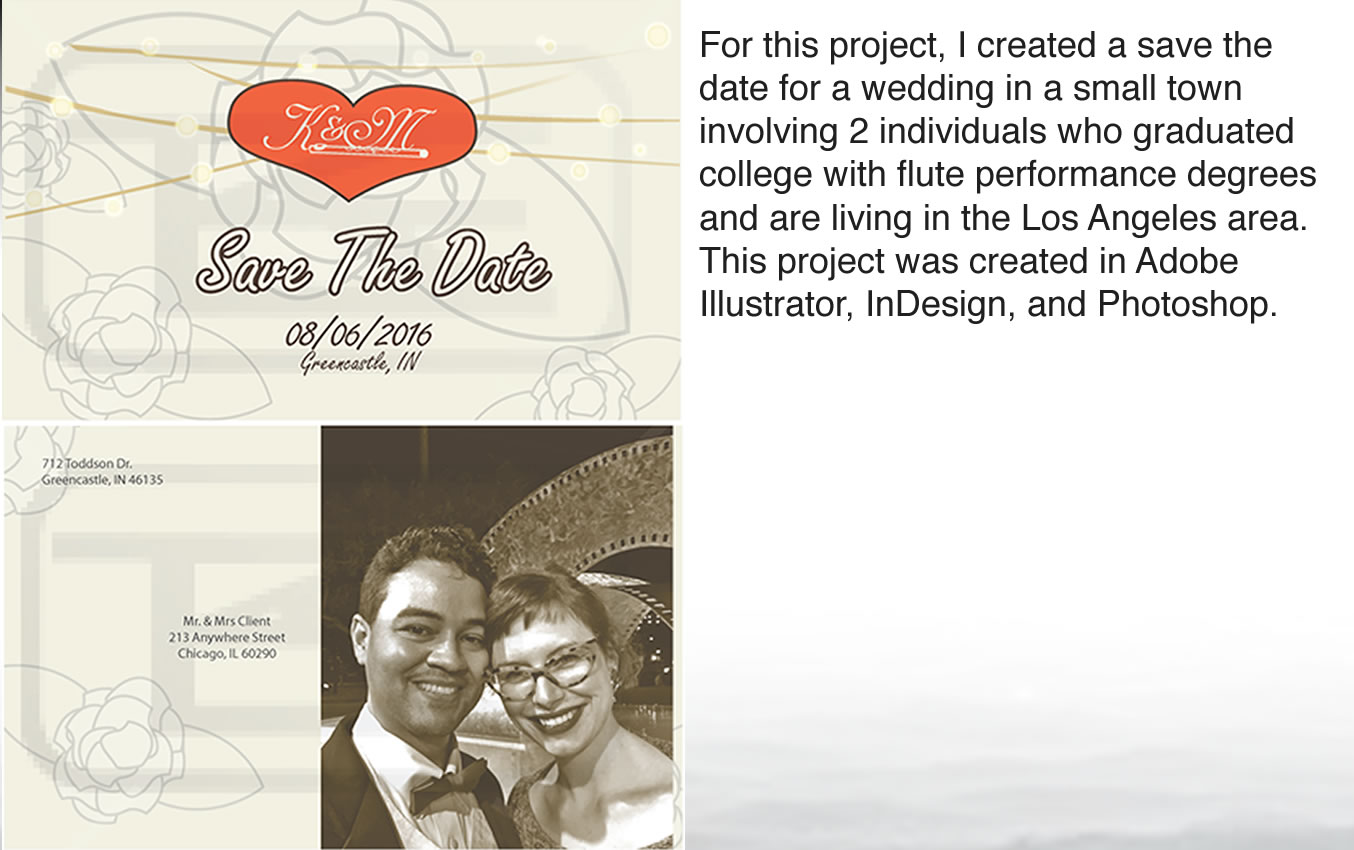 K&M
Save The Date
08/06/2016
Greencastle, IN
712 Toddson Dr.
Greencastle, IN 46135
Mr. & Mrs Client
213 Anywhere Street
Chicago, IL 60290
For this project, I created a save the
date for a wedding in a small town
involving 2 individuals who graduated
college with flute performance degrees
and are living in the Los Angeles area.
This project was created in Adobe
Illustrator, InDesign, and Photoshop.